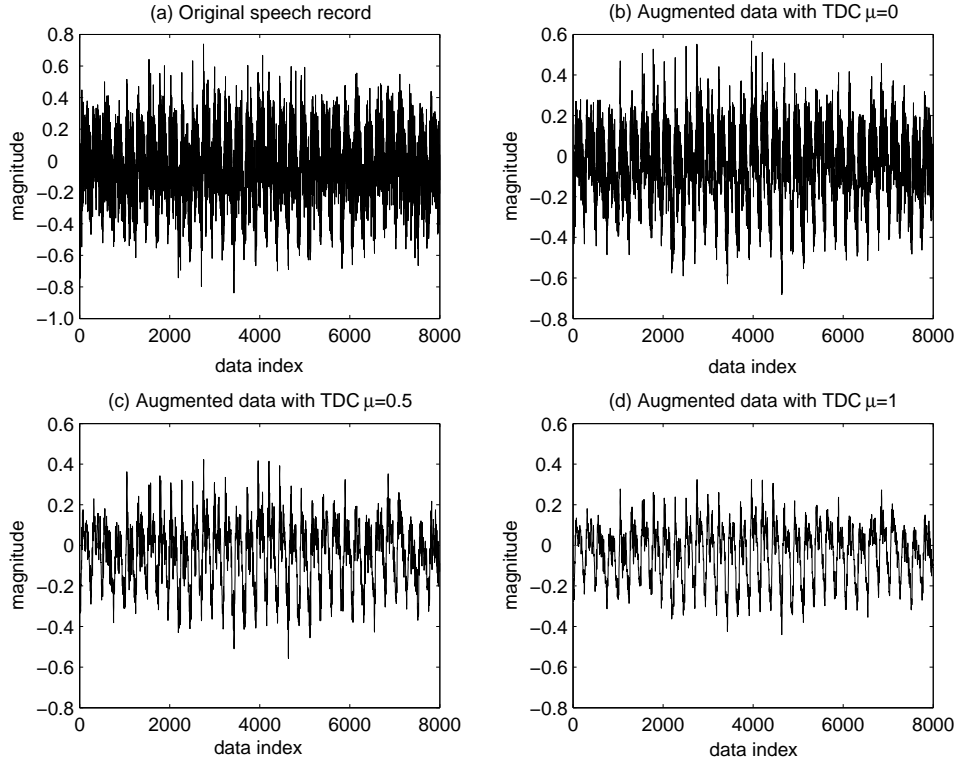 (a) Original speech record
0.8
0.6
0.4
0.2
0
−0.2
−0.4
−0.6
−0.8
−1.0
magnitude
0 2000 4000 6000 8000
data index
(b) Augmented data with TDC μ=0
0.6
0.4
0.2
0
−0.2
−0.4
−0.6
−0.8
magnitude
0 2000 4000 6000 8000
data index
(c) Augmented data with TDC μ=0.5
0.6
0.4
0.2
0
−0.2
−0.4
−0.6
−0.8
magnitude
0 2000 4000 6000 8000
data index
(d) Augmented data with TDC μ=1
0.6
0.4
0.2
0
−0.2
−0.4
−0.6
−0.8
magnitude
0 2000 4000 6000 8000
data index